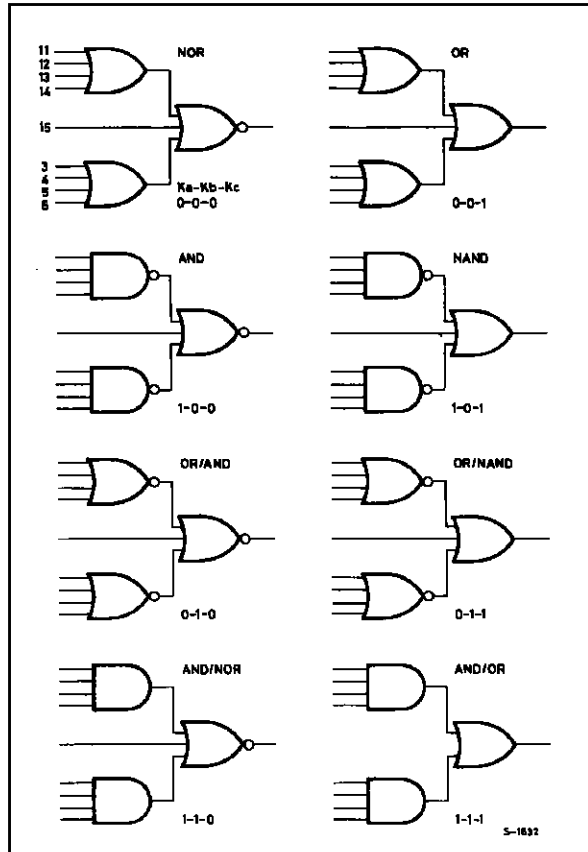 11
NOR
OR
12
13
14
15
3
4
5
6
Ka-Kb-Kc
0-0-0
0-0-1
AND
NAND
1-0-0
1-0-1
OR/AND
OR/NAND
0-1-0
0-1-1
AND/NOR
AND/OR
1-1-0
1-1-1
S-1632